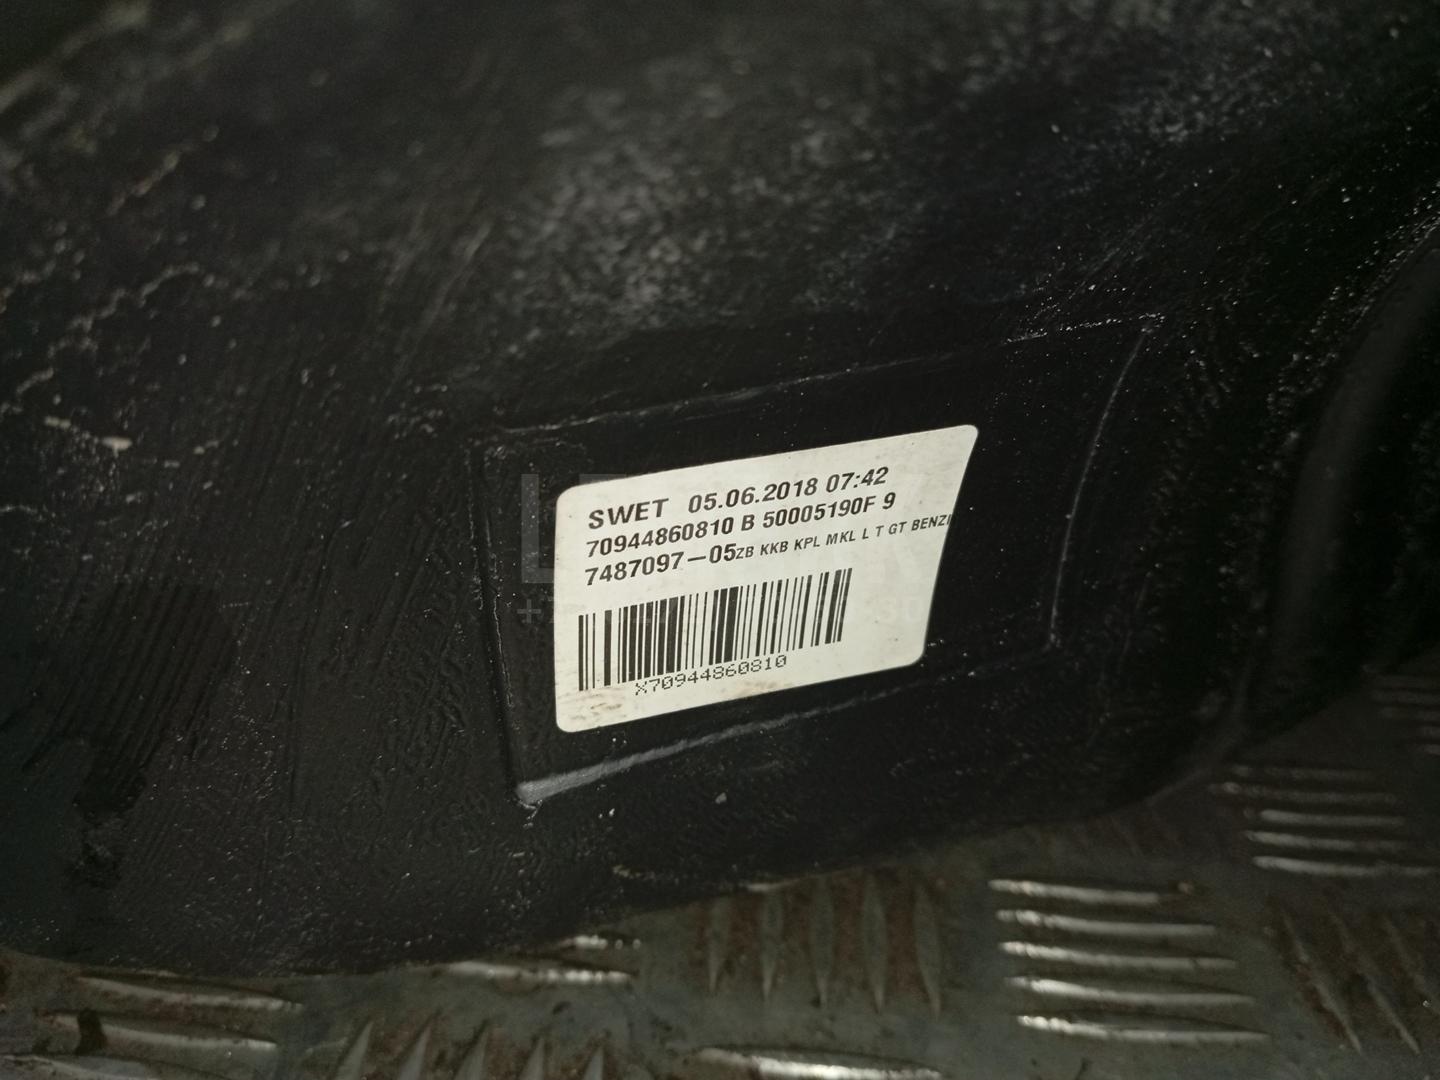 SWET 05.06.2018 07:42
70944860810 B 50005190F 9
7487097-05ZB KKB KPL MKL L T GT BENZI
X70944860810